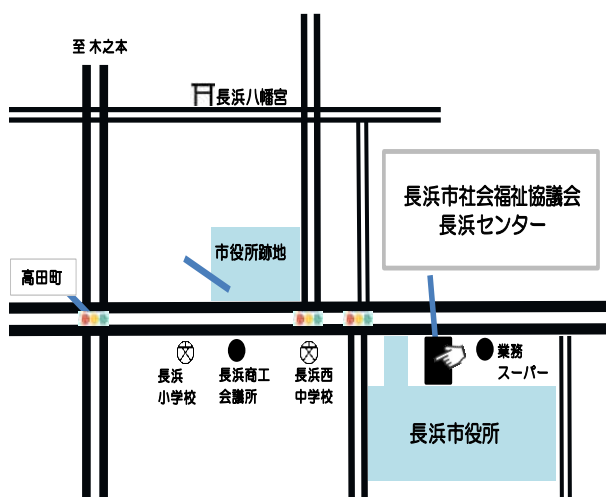 至 木之本
長浜八幡宮
長浜市社会福祉協議会
長浜センター
市役所跡地
高田町
長浜
小学校
長浜商工
会議所
長浜西
中学校
業務
スーパー
長浜市役所